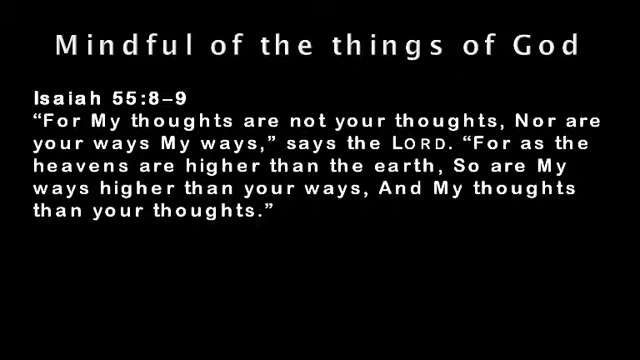 Mindful of the things of God
Isaiah 55:8–9
“For My thoughts are not your thoughts, Nor are
your ways My ways,” says the LORD. “For as the
heavens are higher than the earth, So are My
ways higher than your ways, And My thoughts
than your thoughts.”